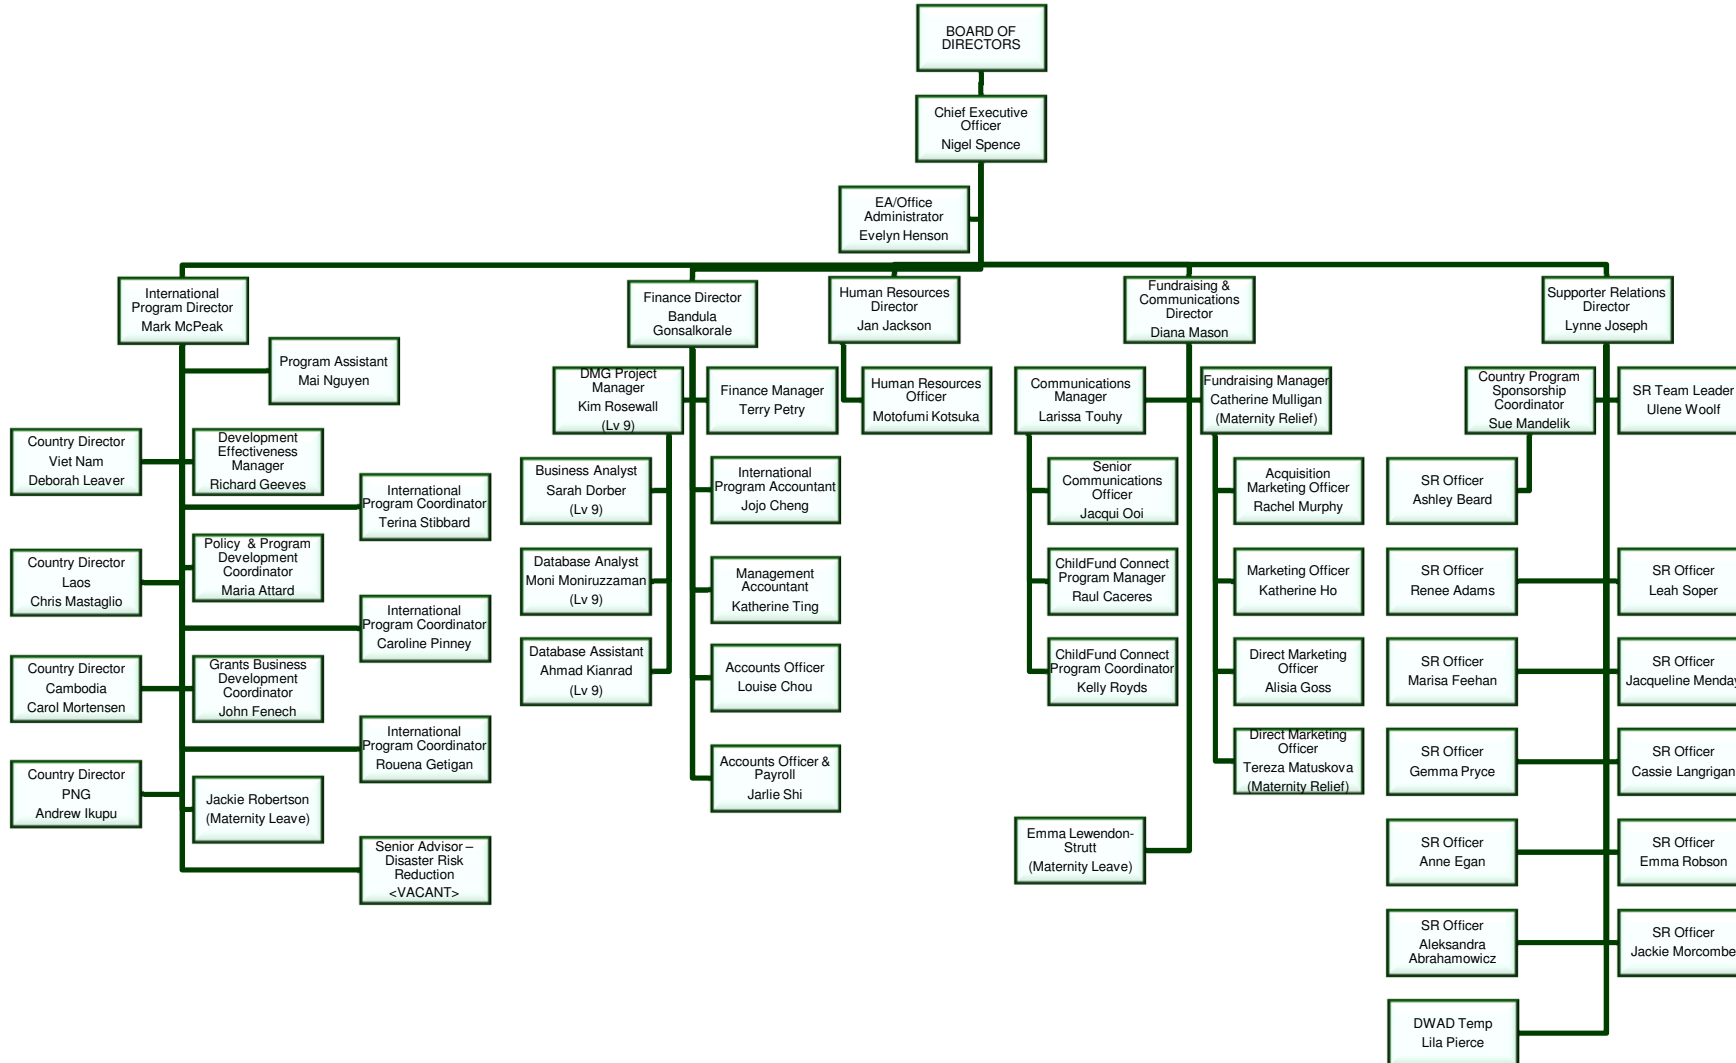 BOARD OF
DIRECTORS
Chief Executive
Officer
Nigel Spence
EA/Office
Administrator
Evelyn Henson
International
Program Director
Mark McPeak
Finance Director
Bandula
Gonsalkorale
Human Resources
Director
Jan Jackson
Fundraising &
Communications
Director
Diana Mason
Supporter Relations
Director
Lynne Joseph
Program Assistant
Mai Nguyen
Country Director
Viet Nam
Deborah Leaver
Development
Effectiveness
Manager
Richard Geeves
International
Program Coordinator
Terina Stibbard
Country Director
Laos
Chris Mastaglio
Policy & Program
Development
Coordinator
Maria Attard
International
Program Coordinator
Caroline Pinney
Country Director
Cambodia
Carol Mortensen
Grants Business
Development
Coordinator
John Fenech
International
Program Coordinator
Rouena Getigan
Country Director
PNG
Andrew Ikupu
Jackie Robertson
(Maternity Leave)
Senior Advisor –
Disaster Risk
Reduction
<VACANT>
DMG Project
Manager
Kim Rosewall
(Lv 9)
Finance Manager
Terry Petry
Business Analyst
Sarah Dorber
(Lv 9)
International
Program Accountant
Jojo Cheng
Database Analyst
Moni Moniruzzaman
(Lv 9)
Management
Accountant
Katherine Ting
Database Assistant
Ahmad Kianrad
(Lv 9)
Accounts Officer
Louise Chou
Accounts Officer &
Payroll
Jarlie Shi
Human Resources
Officer
Motofumi Kotsuka
Communications
Manager
Larissa Touhy
Fundraising Manager
Catherine Mulligan
(Maternity Relief)
Senior
Communications
Officer
Jacqui Ooi
Acquisition
Marketing Officer
Rachel Murphy
ChildFund Connect
Program Manager
Raul Caceres
Marketing Officer
Katherine Ho
ChildFund Connect
Program Coordinator
Kelly Royds
Direct Marketing
Officer
Alisia Goss
Direct Marketing
Officer
Tereza Matuskova
(Maternity Relief)
Emma Lewendon-
Strutt
(Maternity Leave)
Country Program
Sponsorship
Coordinator
Sue Mandelik
SR Team Leader
Ulene Woolf
SR Officer
Ashley Beard
SR Officer
Renee Adams
SR Officer
Leah Soper
SR Officer
Marisa Feehan
SR Officer
Jacqueline Menday
SR Officer
Gemma Pryce
SR Officer
Cassie Langrigan
SR Officer
Anne Egan
SR Officer
Emma Robson
SR Officer
Aleksandra
Abrahamowicz
SR Officer
Jackie Morcombe
DWAD Temp
Lila Pierce